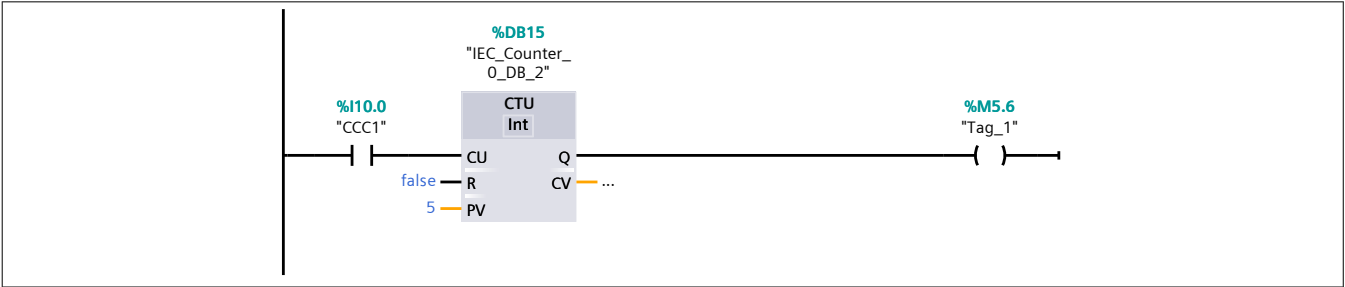 %DB15
"IEC_Counter_
0_DB_2"
%I10.0
"CCC1"
CTU
Int
%M5.6
"Tag_1"
CU
Q
false
R
CV
...
5
PV